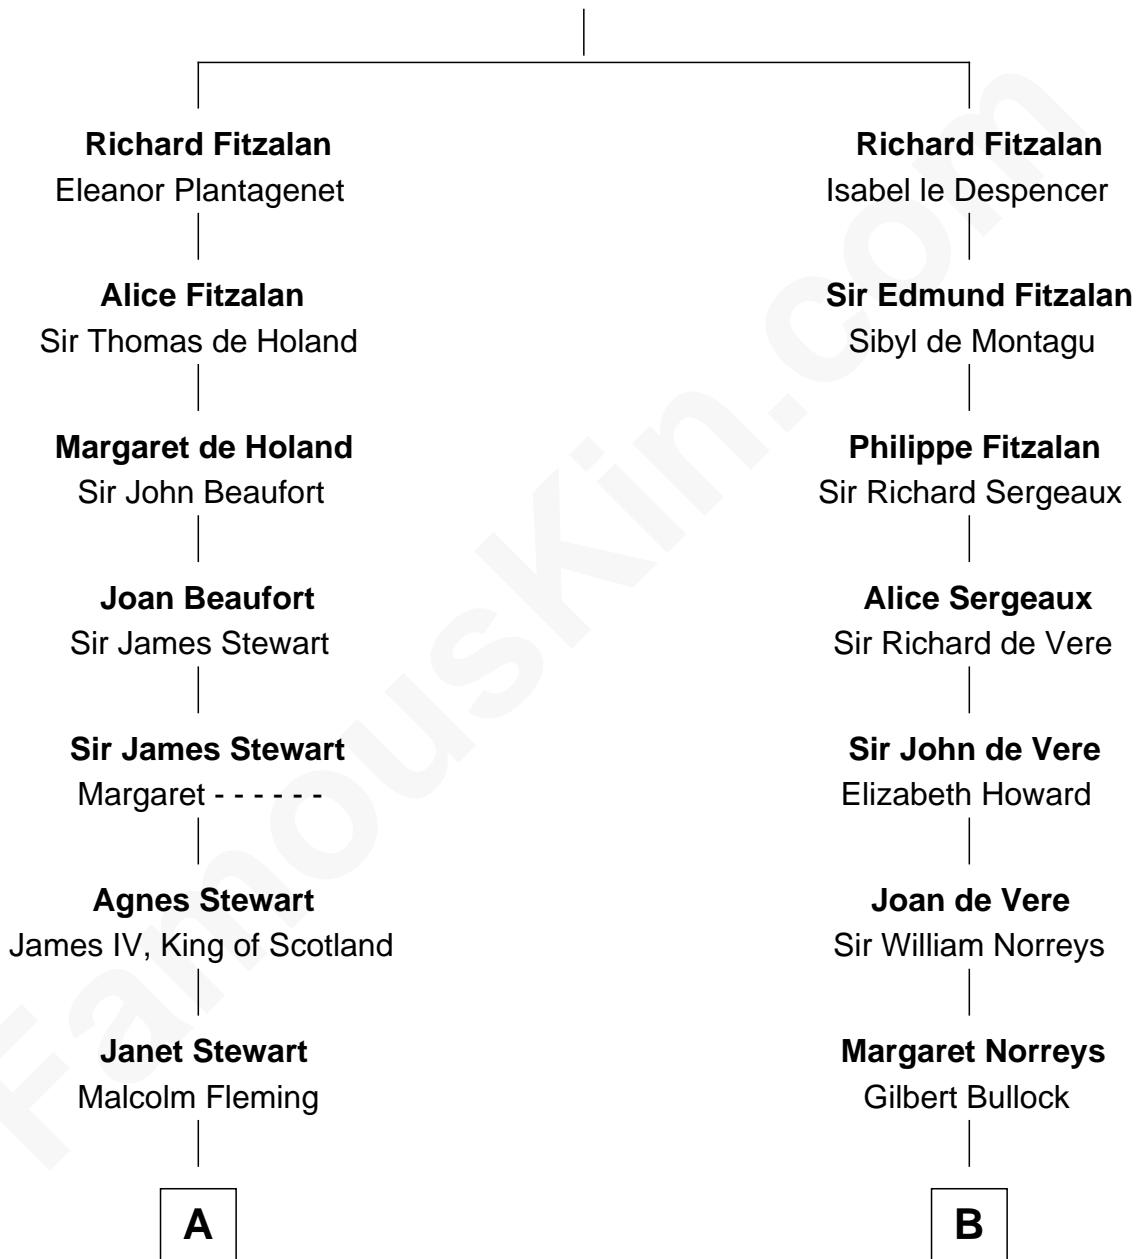 Richard Fitzalan
Eleanor Plantagenet
Alice Fitzalan
Sir Thomas de Holand
Margaret de Holand
Sir John Beaufort
Joan Beaufort
Sir James Stewart
Sir James Stewart
Margaret - - - - - -
Agnes Stewart
James IV, King of Scotland
Janet Stewart
Malcolm Fleming
A
Richard Fitzalan
Isabel le Despencer
Sir Edmund Fitzalan
Sibyl de Montagu
Philippe Fitzalan
Sir Richard Sergeaux
Alice Sergeaux
Sir Richard de Vere
Sir John de Vere
Elizabeth Howard
Joan de Vere
Sir William Norreys
Margaret Norreys
Gilbert Bullock
B
FamousKin.com